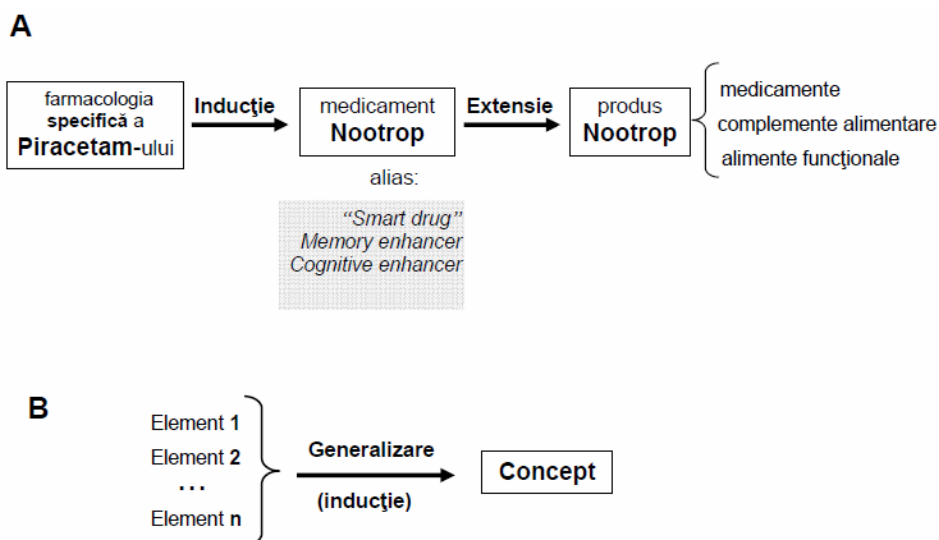 A
farmacologia
specifică a
Piracetam-ului
Inducţie
medicament
Nootrop
alias:
“Smart drug”
Memory enhancer
Cognitive enhancer
Extensie
produs
Nootrop
medicamente
complemente alimentare
alimente funcţionale
B
Element 1
Element 2
...
Element n
Generalizare
(inducţie)
Concept